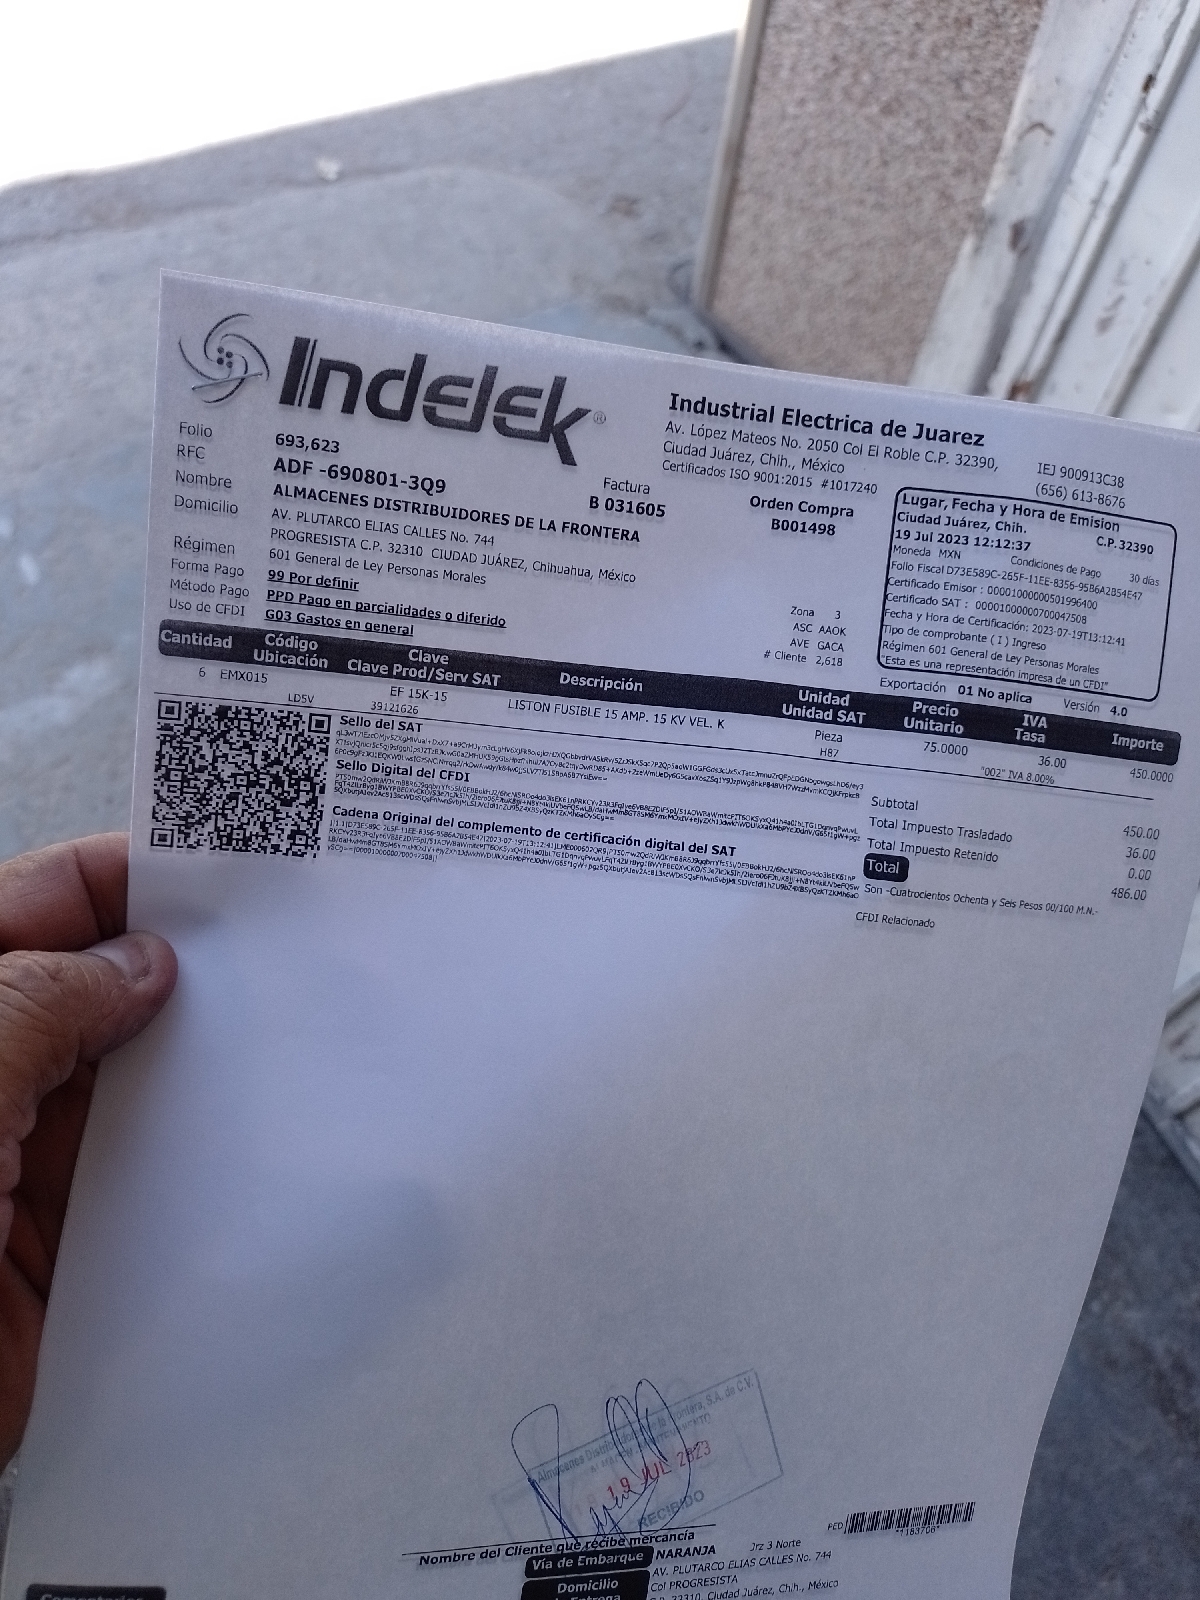 Indelek®
Industrial Electrica de Juarez
Av. López Mateos No. 2050 Col El Roble C.P. 32390,
Ciudad Juárez, Chih., México
Certificados ISO 9001:2015 #1017240
IEJ 900913C38
(656) 613-8676
Folio 693,623
RFC ADF -690801-3Q9
Nombre ALMACENES DISTRIBUIDORES DE LA FRONTERA
Domicilio AV. PLUTARCO ELIAS CALLES No. 744
PROGRESISTA C.P. 32310 CIUDAD JUÁREZ, Chihuahua, México
Régimen 601 General de Ley Personas Morales
Forma Pago 99 Por definir
Método Pago PPD Pago en parcialidades o diferido
Uso de CFDI G03 Gastos en general
Factura
B 031605
Orden Compra
B001498
Zona 3
ASC AAOK
AVE GACA
# Cliente 2,618
Lugar, Fecha y Hora de Emision
Ciudad Juárez, Chih. C.P.32390
19 Jul 2023 12:12:37
Moneda MXN Condiciones de Pago 30 días
Folio Fiscal D73E589C-265F-11EE-8356-95B6A2B54E47
Certificado Emisor : 00001000000501996400
Certificado SAT : 00001000000700047508
Fecha y Hora de Certificación: 2023-07-19T13:12:41
Tipo de comprobante ( I ) Ingreso
Régimen 601 General de Ley Personas Morales
"Esta es una representación impresa de un CFDI"
Exportación 01 No aplica Versión 4.0
Cantidad Código Ubicación Clave Clave Prod/Serv SAT Descripción Unidad Unidad SAT Precio Unitario IVA Tasa Importe
6 EMX015 EF 15K-15 LISTON FUSIBLE 15 AMP. 15 KV VEL. K Pieza 75.0000 36.00 450.0000
LD5V 39121626 H87 "002" IVA 8.00%
Sello del SAT
Sello Digital del CFDI
Cadena Original del complemento de certificación digital del SAT
Subtotal 450.00
Total Impuesto Trasladado 36.00
Total Impuesto Retenido 0.00
Total 486.00
Son -Cuatrocientos Ochenta y Seis Pesos 00/100 M.N.-
CFDI Relacionado
Almacenes Distribuidores de la Frontera, S.A. de C.V.
19 JUL 2023
RECIBIDO
Nombre del Cliente que recibe mercancía
PED
*1183706*
Vía de Embarque NARANJA Jrz 3 Norte
Domicilio AV. PLUTARCO ELIAS CALLES No. 744
Col PROGRESISTA
32310, Ciudad Juárez, Chih., México